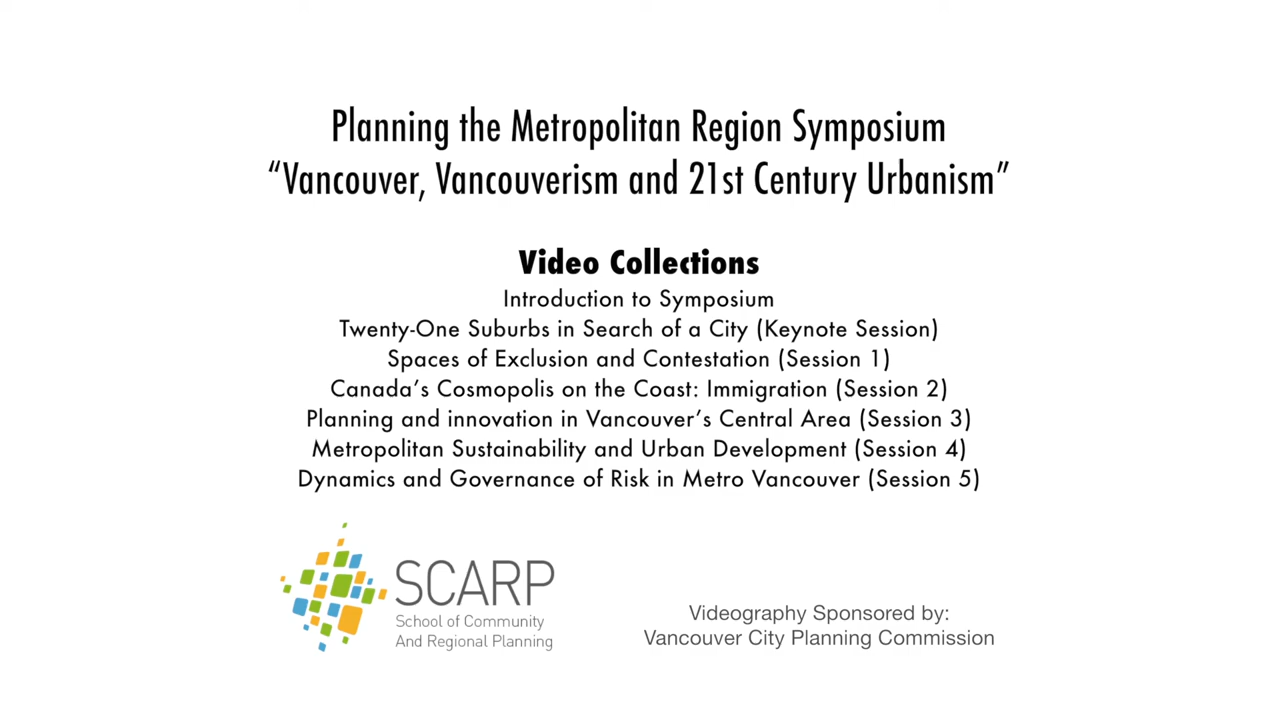 Planning the Metropolitan Region Symposium
“Vancouver, Vancouverism and 21st Century Urbanism”
Video Collections
Introduction to Symposium
Twenty-One Suburbs in Search of a City (Keynote Session)
Spaces of Exclusion and Contestation (Session 1)
Canada’s Cosmopolis on the Coast: Immigration (Session 2)
Planning and innovation in Vancouver’s Central Area (Session 3)
Metropolitan Sustainability and Urban Development (Session 4)
Dynamics and Governance of Risk in Metro Vancouver (Session 5)
SCARP
School of Community
And Regional Planning
Videography Sponsored by:
Vancouver City Planning Commission